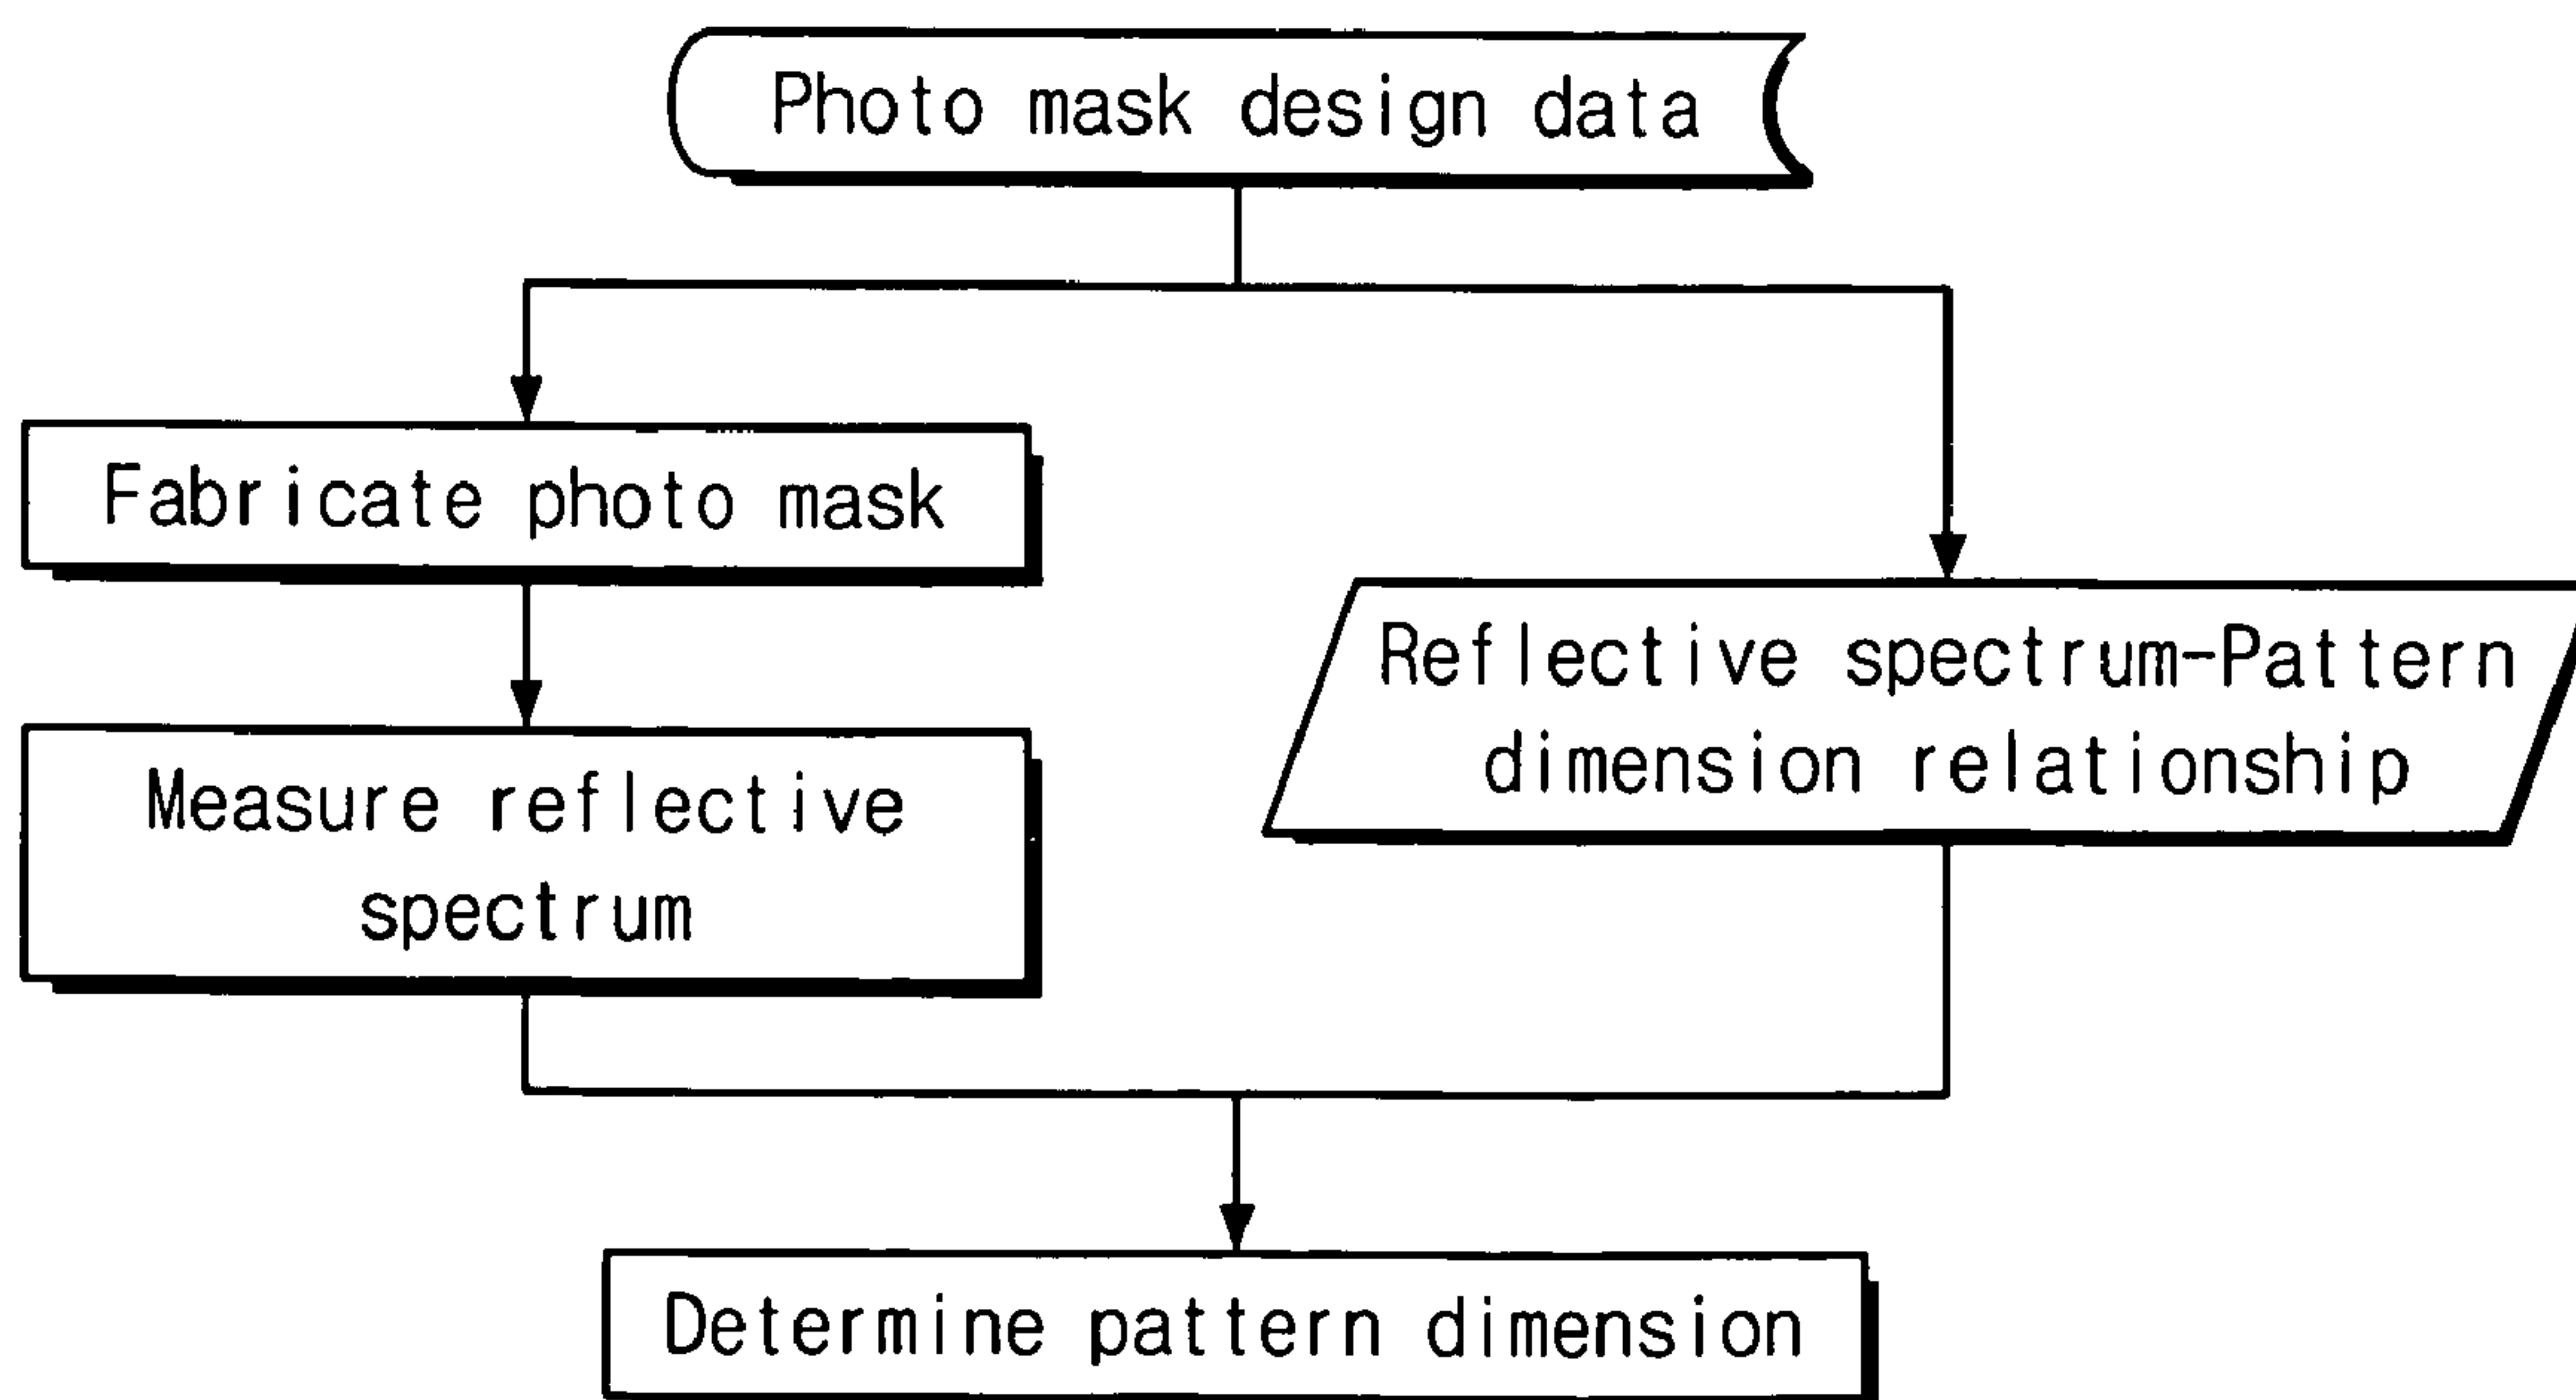 Photo mask design data
Fabricate photo mask
Measure reflective
spectrum
Reflective spectrum-Pattern
dimension relationship
Determine pattern dimension